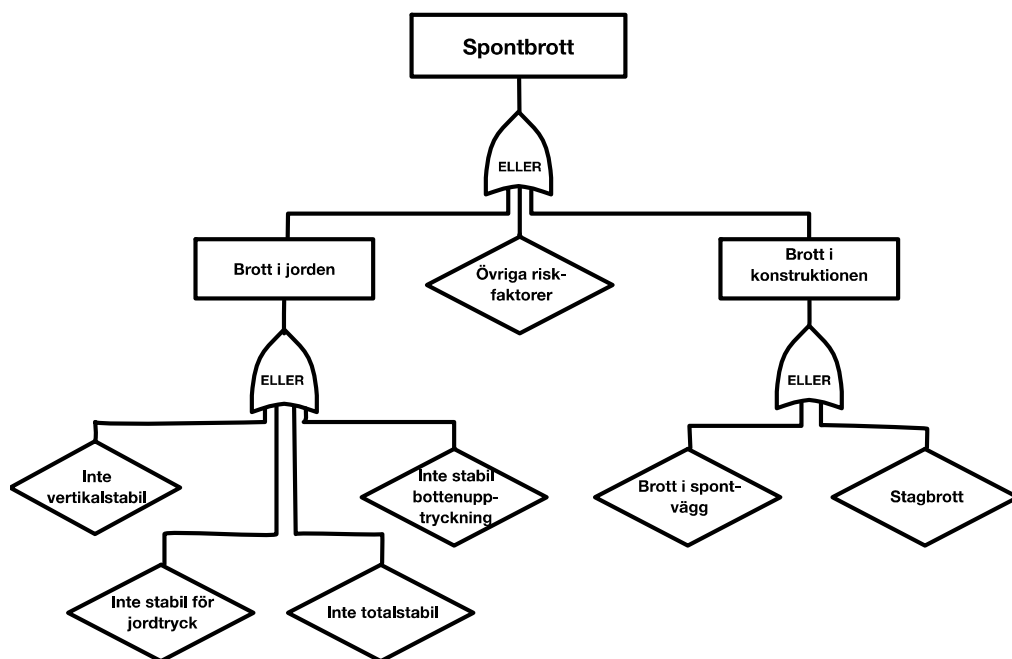 Spontbrott
ELLER
Brott i jorden
Övriga risk-
faktorer
Brott i
konstruktionen
ELLER
ELLER
Inte
vertikalstabil
Inte stabil
bottenupp-
tryckning
Brott i spont-
vägg
Stagbrott
Inte stabil för
jordtryck
Inte totalstabil